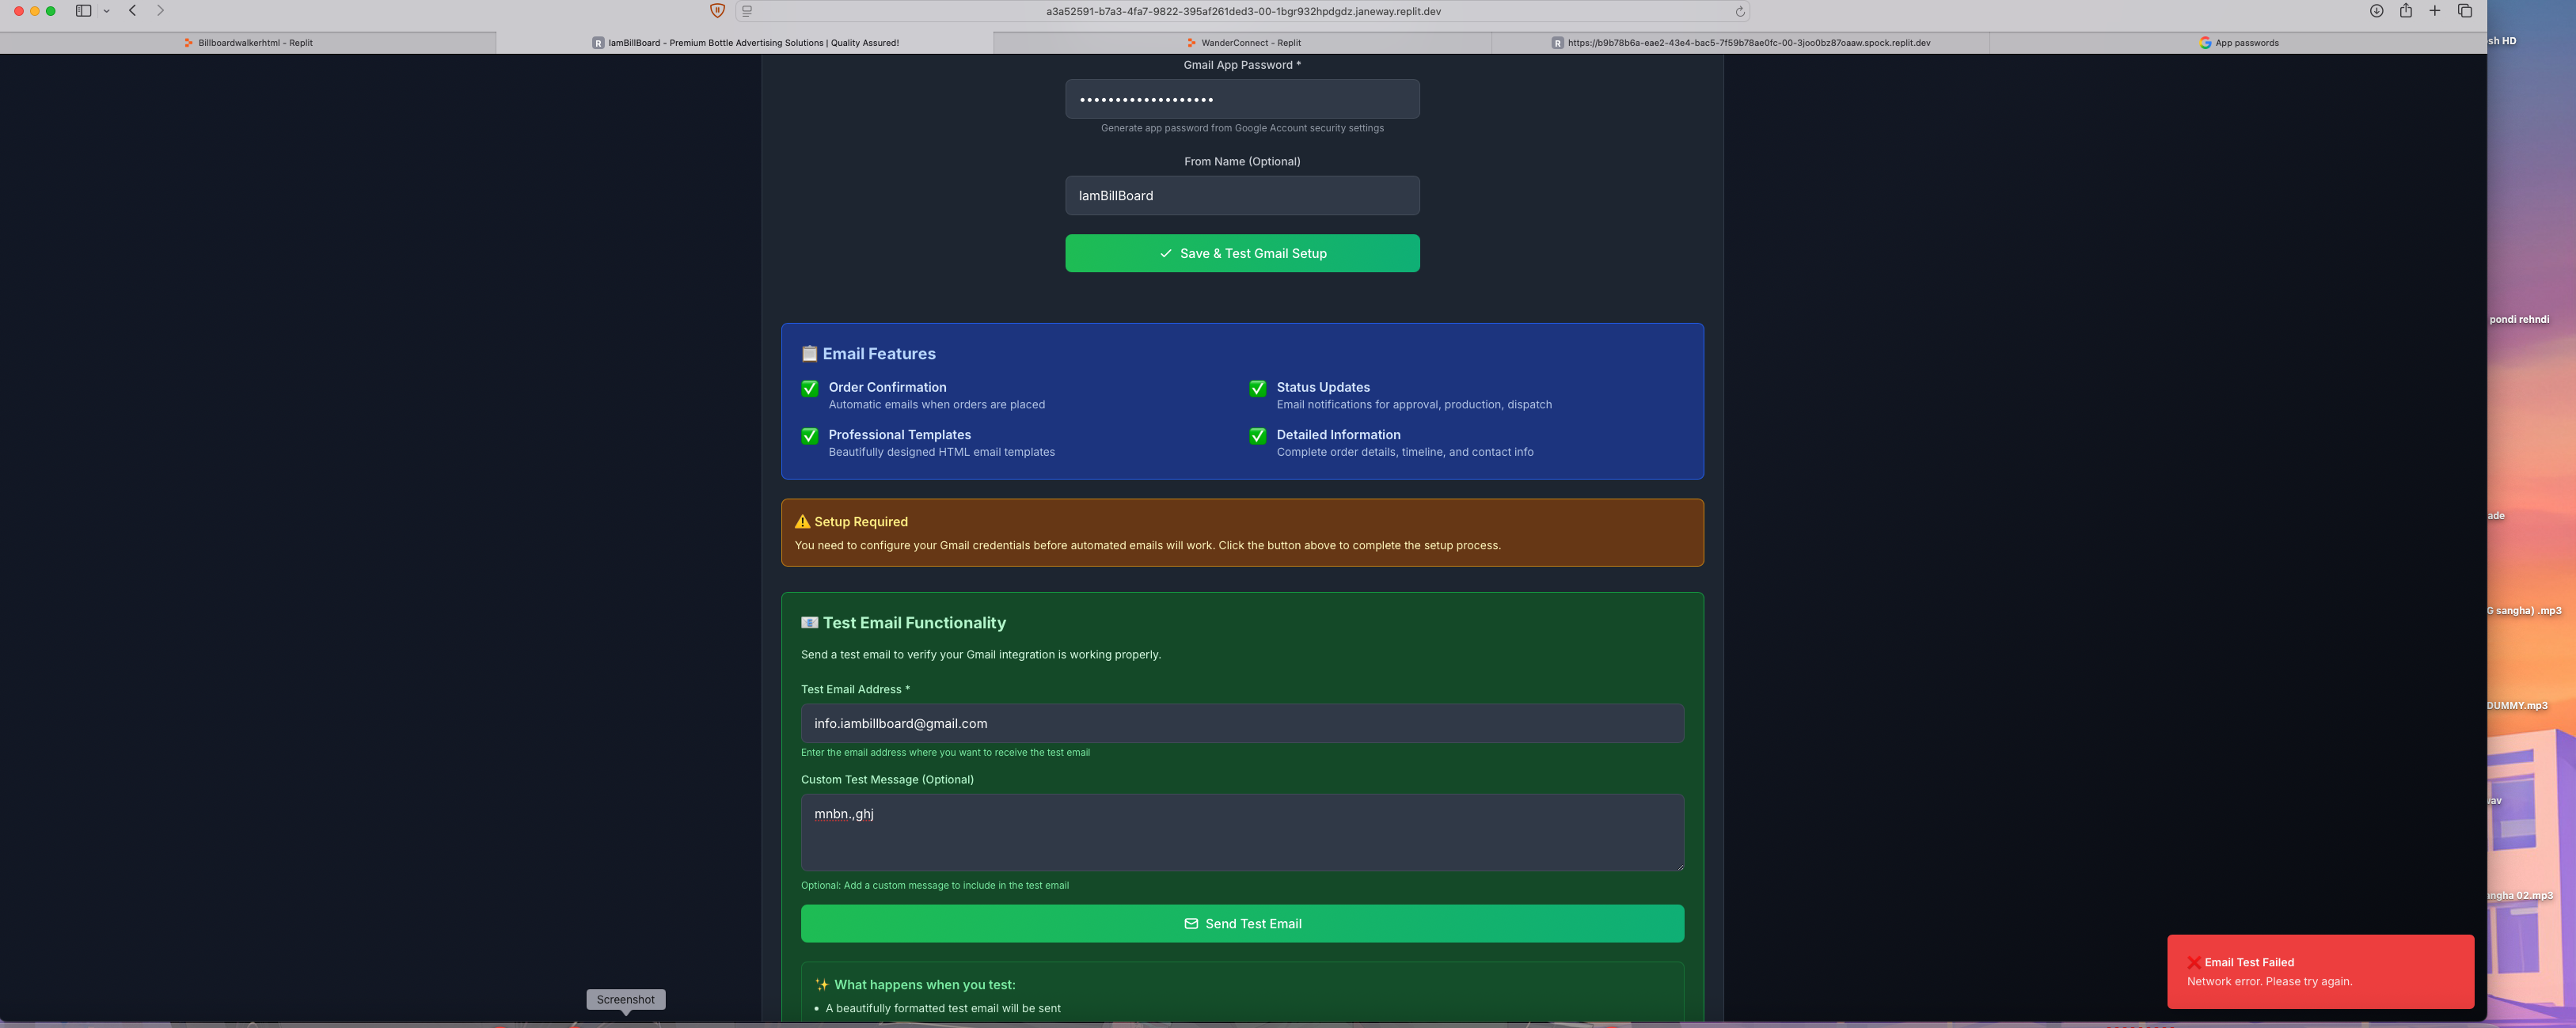 a3a52591-b7a3-4fa7-9822-395af261ded3-00-1bgr932hpdgdz.janeway.replit.dev
Billboardwalkerhtml - Replit
R IamBillBoard - Premium Bottle Advertising Solutions | Quality Assured!
WanderConnect - Replit
R https://b9b78b6a-eae2-43e4-bac5-7f59b78ae0fc-00-3joo0bz87oaaw.spock.replit.dev
App passwords
sh HD
Gmail App Password *
•••••••••••••••••••
Generate app password from Google Account security settings
From Name (Optional)
IamBillBoard
Save & Test Gmail Setup
pondi rehndi
📋 Email Features
✅ Order Confirmation
Automatic emails when orders are placed
✅ Status Updates
Email notifications for approval, production, dispatch
✅ Professional Templates
Beautifully designed HTML email templates
✅ Detailed Information
Complete order details, timeline, and contact info
⚠️ Setup Required
You need to configure your Gmail credentials before automated emails will work. Click the button above to complete the setup process.
ade
📧 Test Email Functionality
Send a test email to verify your Gmail integration is working properly.
G sangha) .mp3
Test Email Address *
info.iambillboard@gmail.com
Enter the email address where you want to receive the test email
DUMMY.mp3
Custom Test Message (Optional)
mnbn.,ghj
wav
Optional: Add a custom message to include in the test email
angha 02.mp3
Send Test Email
✨ What happens when you test:
• A beautifully formatted test email will be sent
❌ Email Test Failed
Network error. Please try again.
Screenshot